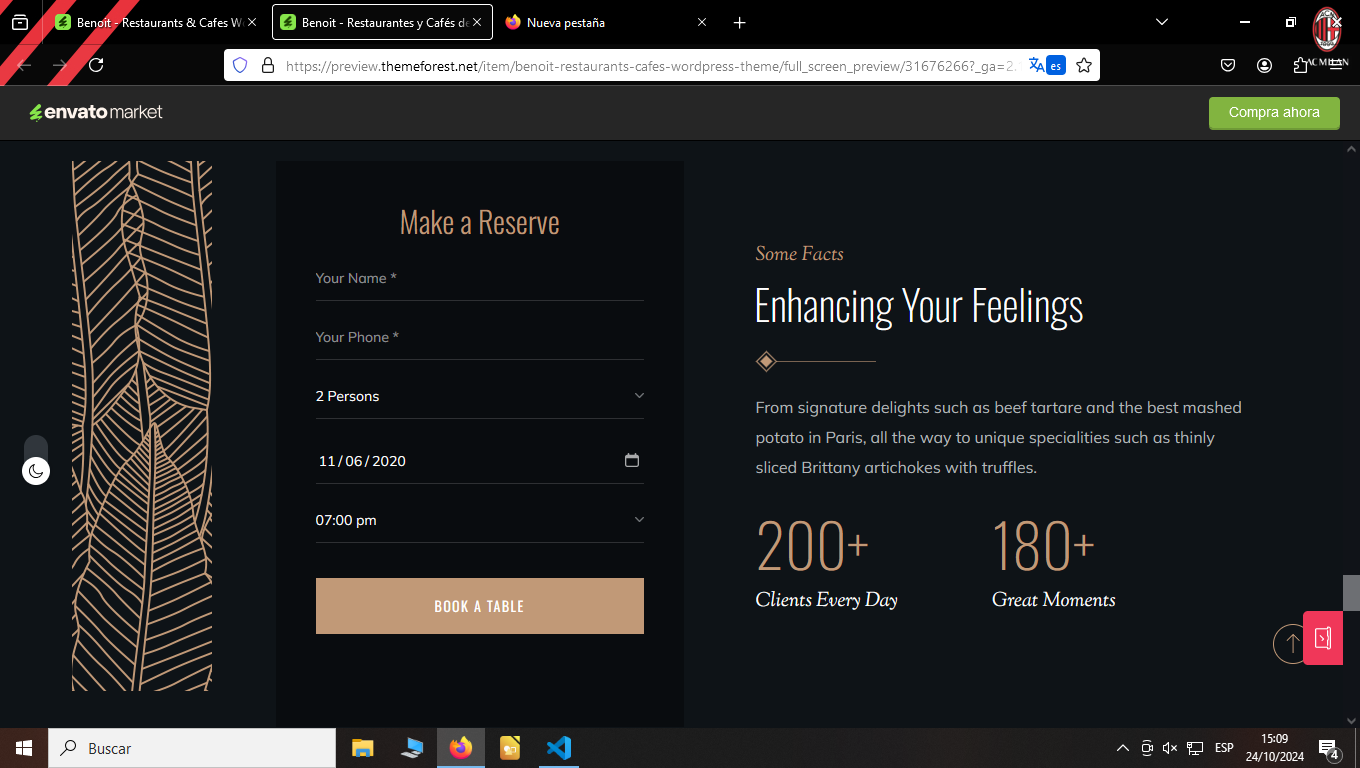 Benoit - Restaurants & Cafes W
Benoit - Restaurantes y Cafés de
Nueva pestaña
https://preview.themeforest.net/item/benoit-restaurants-cafes-wordpress-theme/full_screen_preview/31676266?_ga=2.
es
AC MILAN
envato market
Compra ahora
Make a Reserve
Your Name *
Your Phone *
2 Persons
11/06/2020
07:00 pm
BOOK A TABLE
Some Facts
Enhancing Your Feelings
From signature delights such as beef tartare and the best mashed
potato in Paris, all the way to unique specialities such as thinly
sliced Brittany artichokes with truffles.
200+
180+
Clients Every Day
Great Moments
Buscar
ESP
15:09
24/10/2024
4